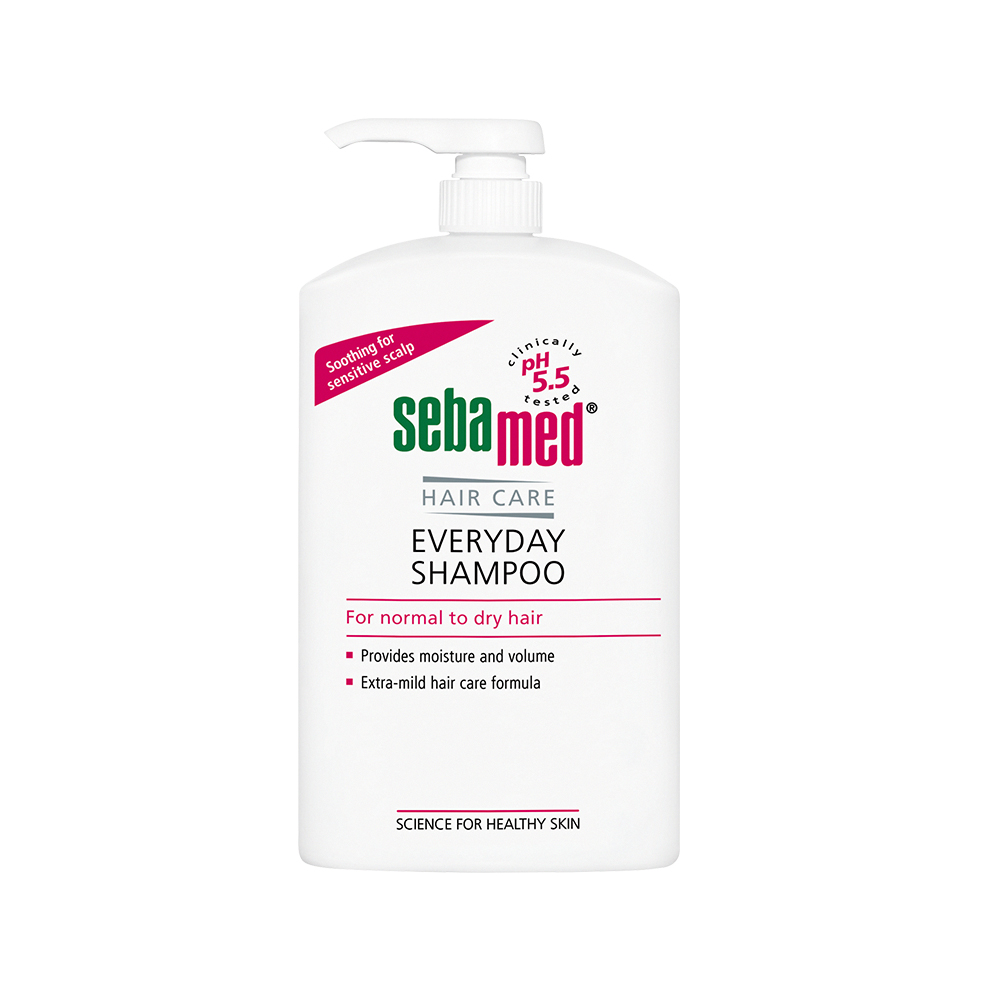 Soothing for
sensitive scalp
clinically
pH
5.5
tested
sebamed®
HAIR CARE
EVERYDAY
SHAMPOO
For normal to dry hair
▪ Provides moisture and volume
▪ Extra-mild hair care formula
SCIENCE FOR HEALTHY SKIN